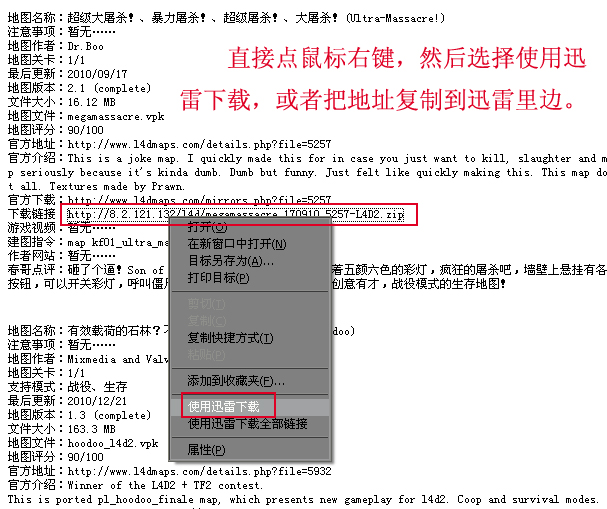 地图名称：超级大屠杀！、暴力屠杀！、超级屠杀！、大屠杀！(Ultra-Massacre!)
注意事项：暂无……
地图作者：Dr.Boo
地图关卡：1/1
最后更新：2010/09/17
地图版本：2.1 (complete)
文件大小：16.12 MB
地图文件：megamassacre.vpk
地图评分：90/100
直接点鼠标右键，然后选择使用迅
雷下载，或者把地址复制到迅雷里边。
官方地址：http://www.l4dmaps.com/details.php?file=5257
官方介绍：This is a joke map. I quickly made this for in case you just want to kill, slaughter and m
p seriously because it's kinda dumb. Dumb but funny. Just felt like quickly making this. This map do
t all. Textures made by Prawn.
官方下载：http://www.l4dmaps.com/mirrors.php?file=5257
下载链接：http://8.2.121.132/l4d/megamassacre_170910_5257-L4D2.zip
游戏视频：暂无……
建图指令：map kf01_ultra_ma
作者网站：暂无……
春哥点评：砸了个逼！Son of
着五颜六色的彩灯，疯狂的屠杀吧，墙壁上悬挂有各
按钮，可以开关彩灯，呼叫僵尸
创意有才，战役模式的生存地图！
打开(O)
在新窗口中打开(N)
目标另存为(A)...
打印目标(P)
剪切(T)
复制(C)
复制快捷方式(T)
粘贴(P)
添加到收藏夹(F)...
使用迅雷下载
使用迅雷下载全部链接
属性(P)
地图名称：有效载荷的石林？
doo)
注意事项：暂无……
地图作者：Mixmedia and Valv
地图关卡：1/1
支持模式：战役、生存
最后更新：2010/12/21
地图版本：1.3 (complete)
文件大小：163.3 MB
地图文件：hoodoo_l4d2.vpk
地图评分：90/100
官方地址：http://www.l4dmaps.com/details.php?file=5932
官方介绍：Winner of the L4D2 + TF2 contest.
This is ported pl_hoodoo_finale map, which presents new gameplay for l4d2. Coop and survival modes.